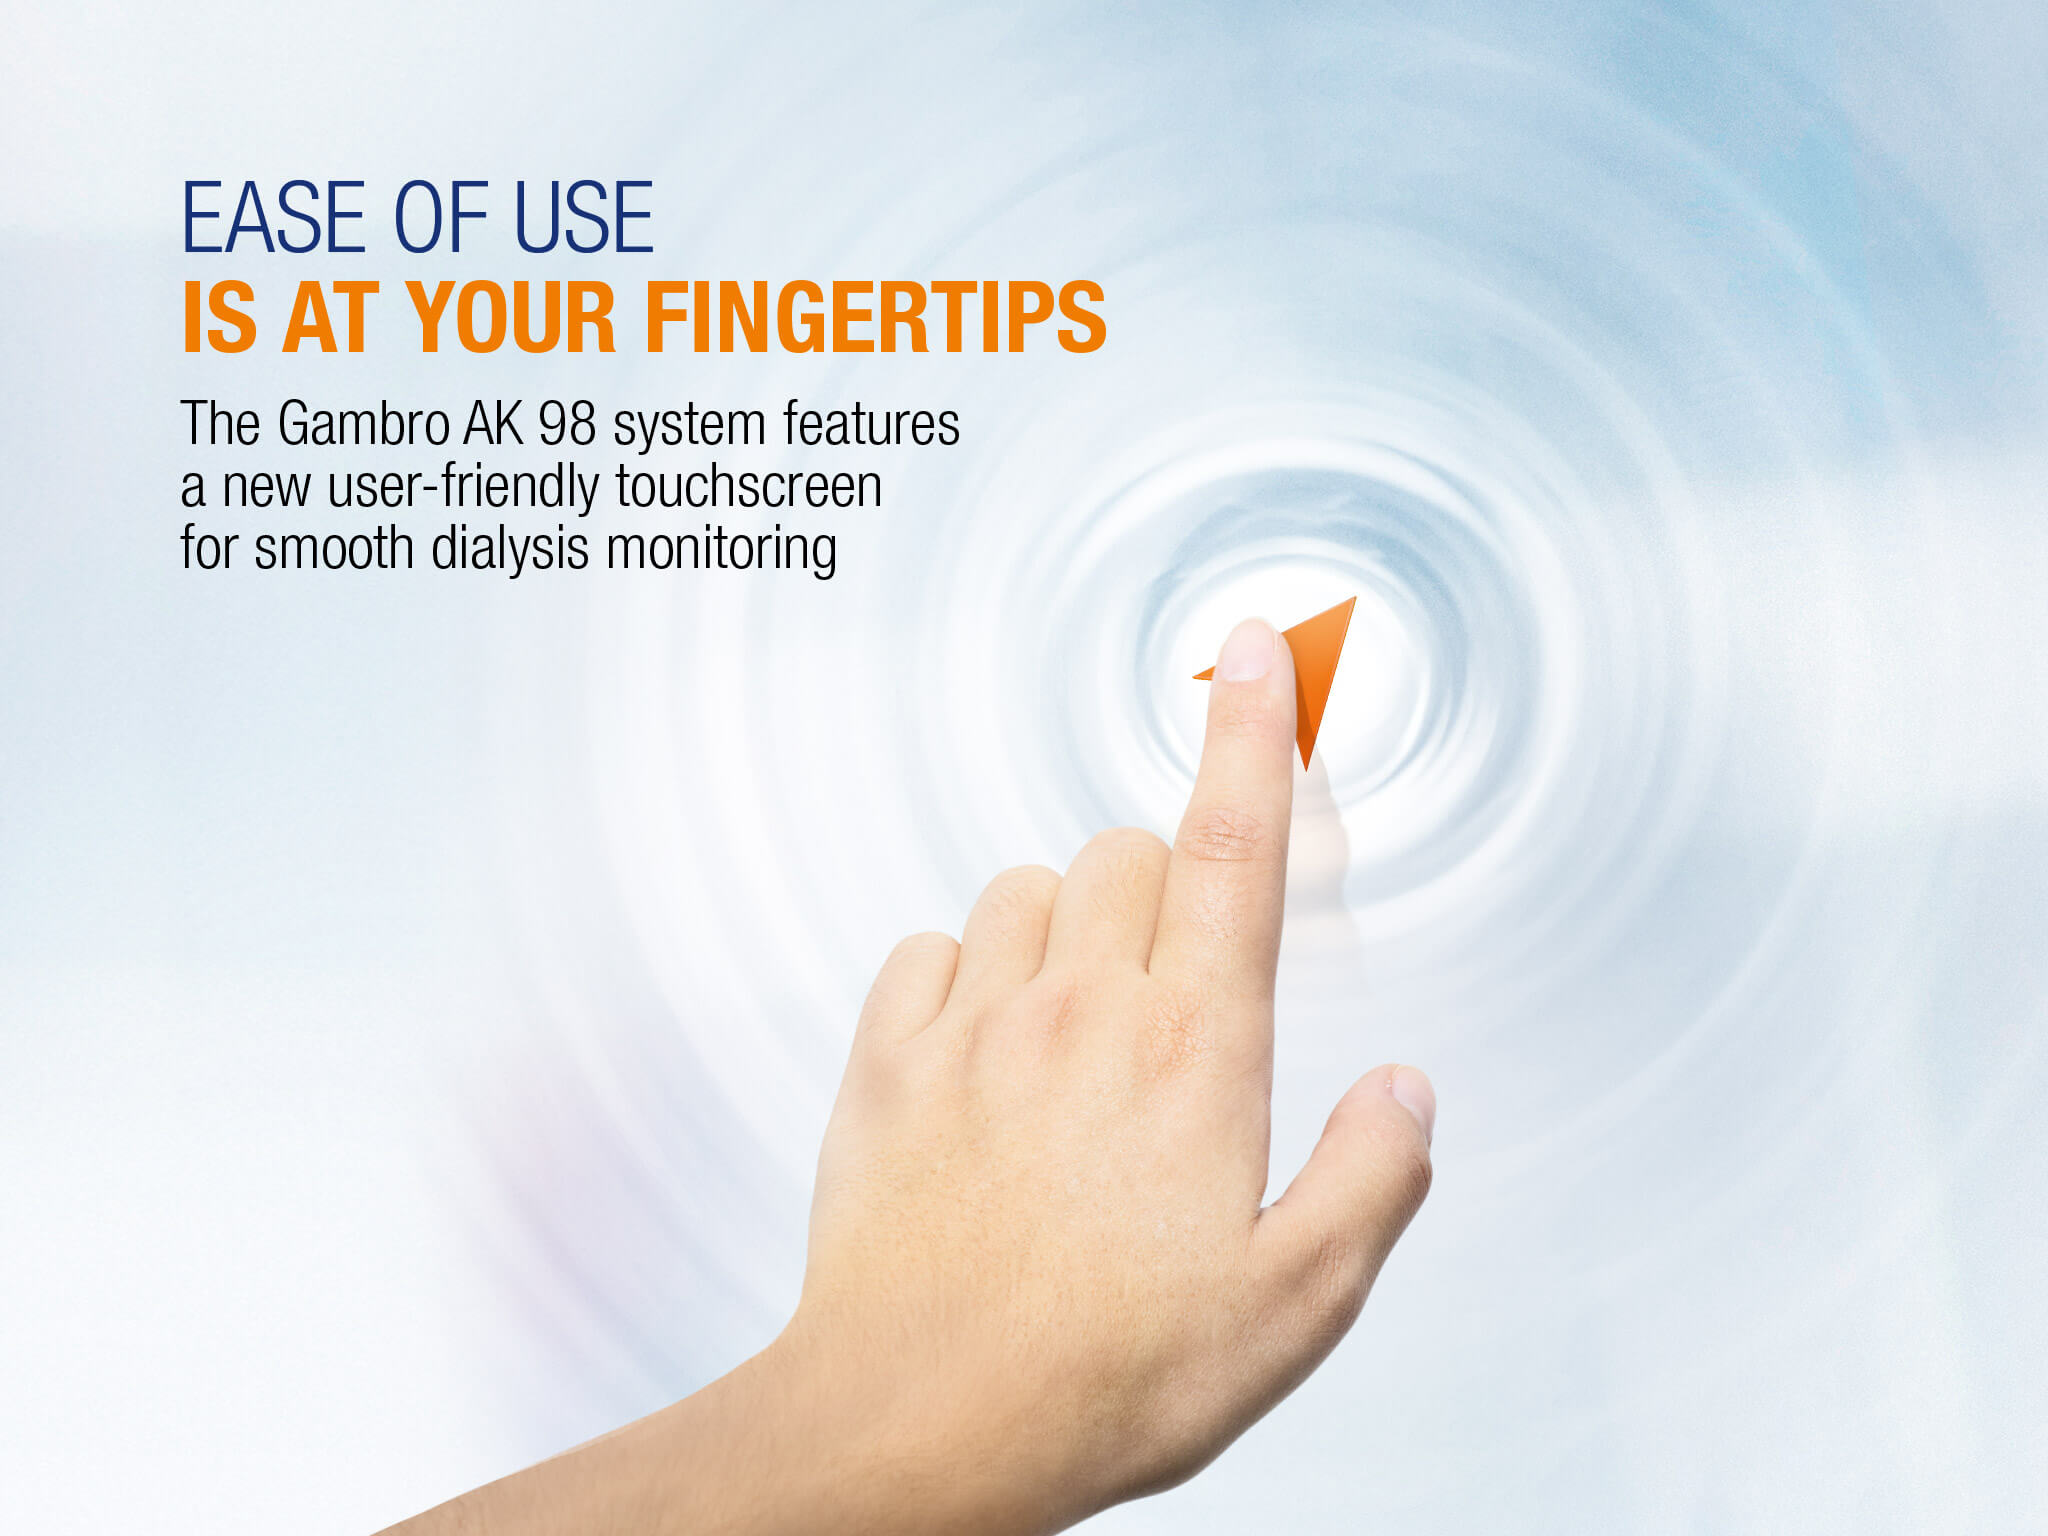 EASE OF USE
IS AT YOUR FINGERTIPS
The Gambro AK 98 system features
a new user-friendly touchscreen
for smooth dialysis monitoring